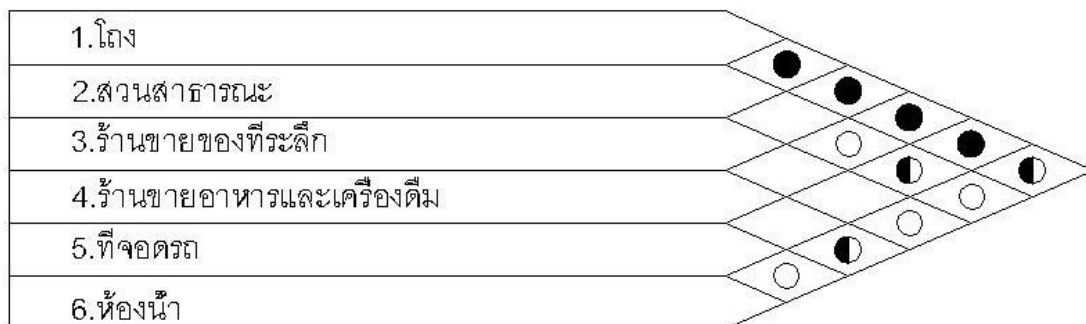 1.โถง
2.สวนสาธารณะ
3.ร้านขายของที่ระลึก
4.ร้านขายอาหารและเครื่องดื่ม
5.ที่จอดรถ
6.ห้องน้ำ